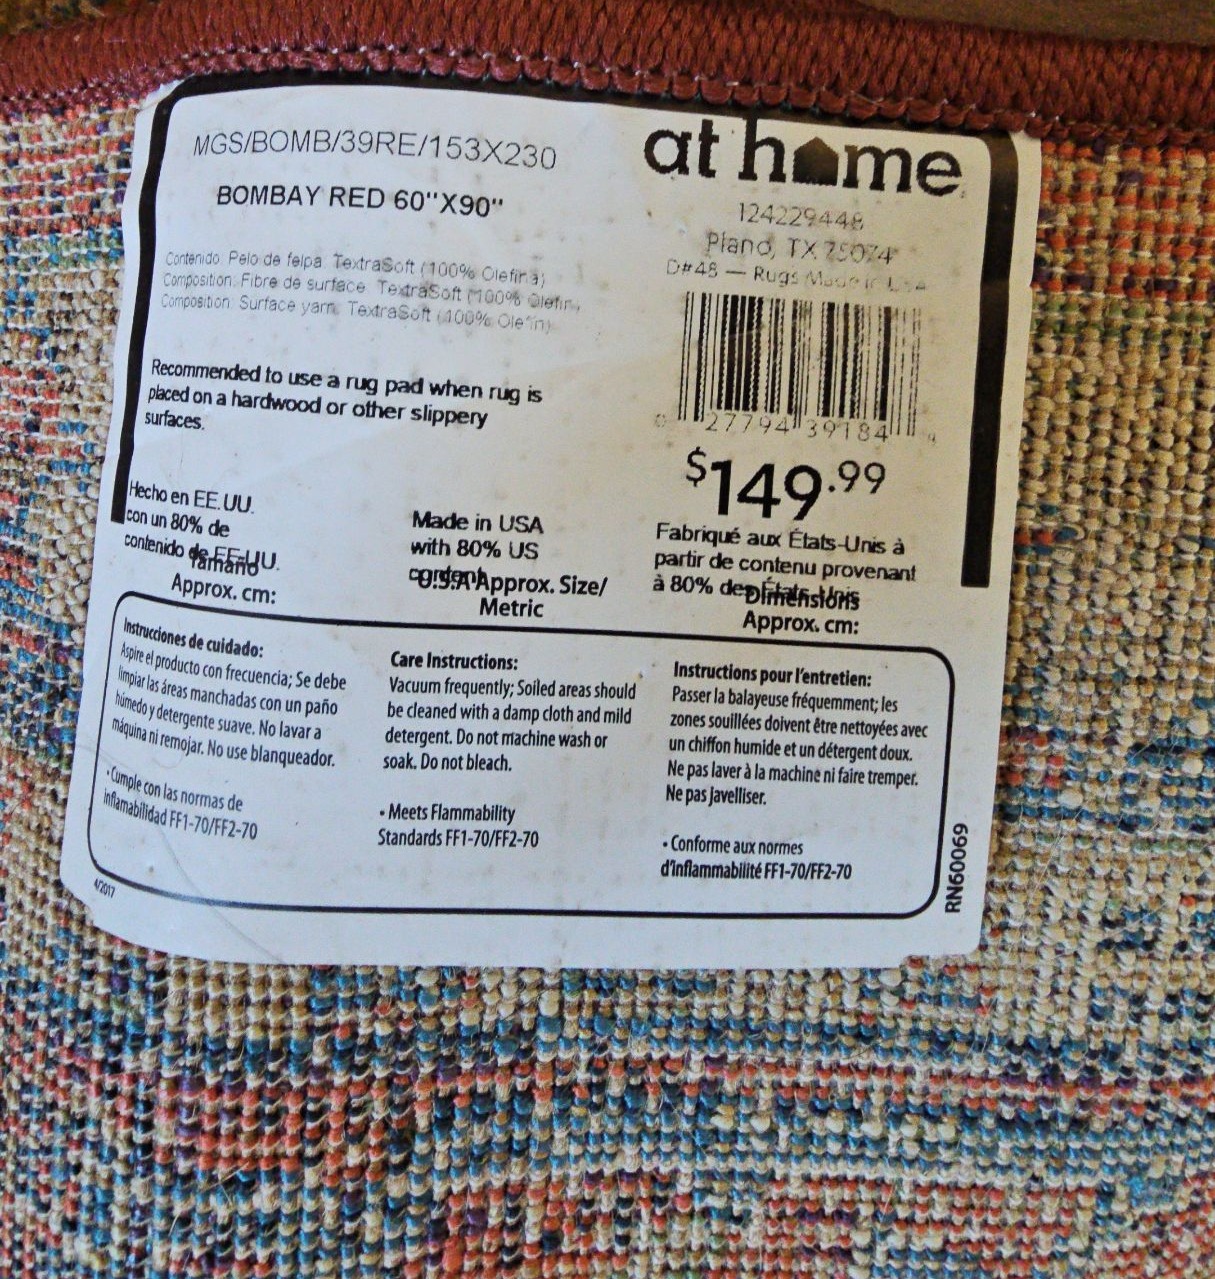 MGS/BOMB/39RE/153X230
BOMBAY RED 60"X90"
at home
124229448
Plano, TX 75074
D#48 — Rugs Made in USA
Contenido: Pelo de felpa: TextraSoft (100% Olefina)
Composition: Fibre de surface: TextraSoft (100% Olefin
Composition: Surface yarn: TextraSoft (100% Olefin)
Recommended to use a rug pad when rug is
placed on a hardwood or other slippery
surfaces.
0 27794 39184 9
$149.99
Hecho en EE.UU.
con un 80% de
contenido de EE.UU.
Tamaño
Approx. cm:
Made in USA
with 80% US
content
U.S.A Approx. Size/
Metric
Fabriqué aux États-Unis à
partir de contenu provenant
à 80% des États-Unis
Dimensions
Approx. cm:
Instrucciones de cuidado:
Aspire el producto con frecuencia; Se debe
limpiar las áreas manchadas con un paño
húmedo y detergente suave. No lavar a
máquina ni remojar. No use blanqueador.
• Cumple con las normas de
inflamabilidad FF1-70/FF2-70
Care Instructions:
Vacuum frequently; Soiled areas should
be cleaned with a damp cloth and mild
detergent. Do not machine wash or
soak. Do not bleach.
• Meets Flammability
Standards FF1-70/FF2-70
Instructions pour l'entretien:
Passer la balayeuse fréquemment; les
zones souillées doivent être nettoyées avec
un chiffon humide et un détergent doux.
Ne pas laver à la machine ni faire tremper.
Ne pas javelliser.
• Conforme aux normes
d'inflammabilité FF1-70/FF2-70
4/2017
RN60069